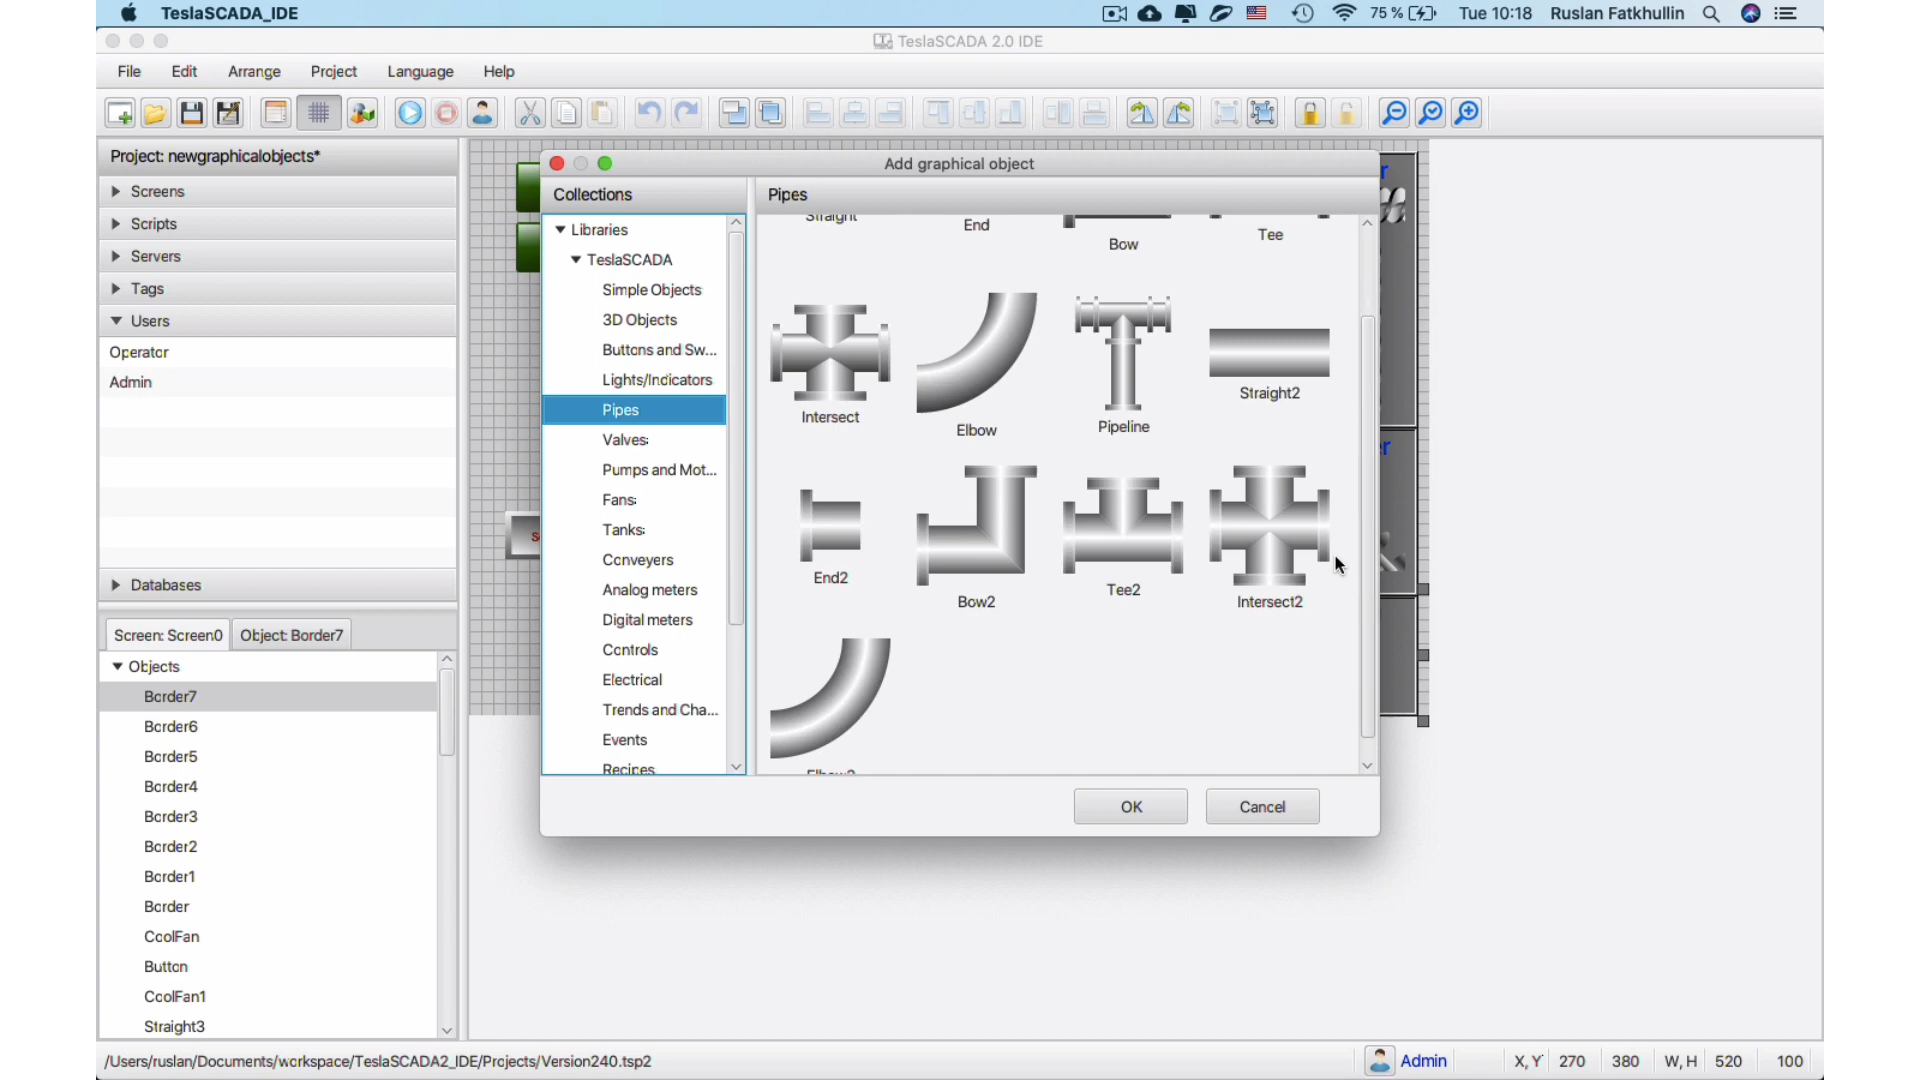 TeslaSCADA_IDE
75 %
Tue 10:18
Ruslan Fatkhullin
TeslaSCADA 2.0 IDE
File
Edit
Arrange
Project
Language
Help
Project: newgraphicalobjects*
Screens
Scripts
Servers
Tags
Users
Operator
Admin
Databases
Screen: Screen0
Object: Border7
Objects
Border7
Border6
Border5
Border4
Border3
Border2
Border1
Border
CoolFan
Button
CoolFan1
Straight3
Add graphical object
Collections
Pipes
Libraries
TeslaSCADA
Simple Objects
3D Objects
Buttons and Sw...
Lights/Indicators
Pipes
Valves
Pumps and Mot...
Fans
Tanks
Conveyers
Analog meters
Digital meters
Controls
Electrical
Trends and Cha...
Events
Recipes
Straight
End
Bow
Tee
Intersect
Elbow
Pipeline
Straight2
End2
Bow2
Tee2
Intersect2
Elbow2
OK
Cancel
/Users/ruslan/Documents/workspace/TeslaSCADA2_IDE/Projects/Version240.tsp2
Admin
X, Y
270
380
W, H
520
100